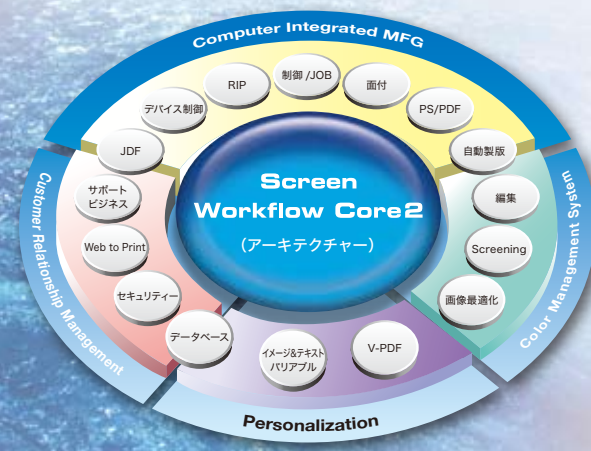 Computer Integrated MFG
制御/JOB
RIP
面付
デバイス制御
PS/PDF
JDF
自動製版
Screen
Workflow Core2
(アーキテクチャー)
Customer Relationship Management
サポート
ビジネス
Web to Print
セキュリティー
データベース
Color Management System
編集
Screening
画像最適化
イメージ&テキスト
バリアブル
V-PDF
Personalization